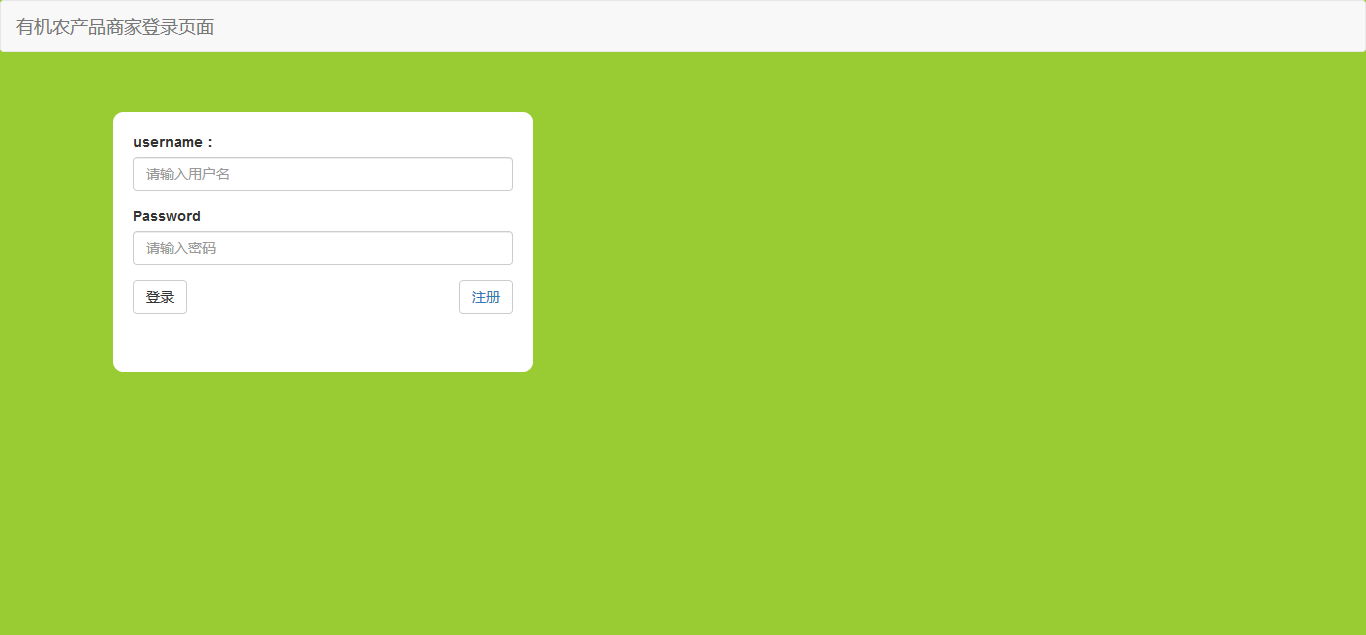 有机农产品商家登录页面
username：
请输入用户名
Password
请输入密码
登录
注册